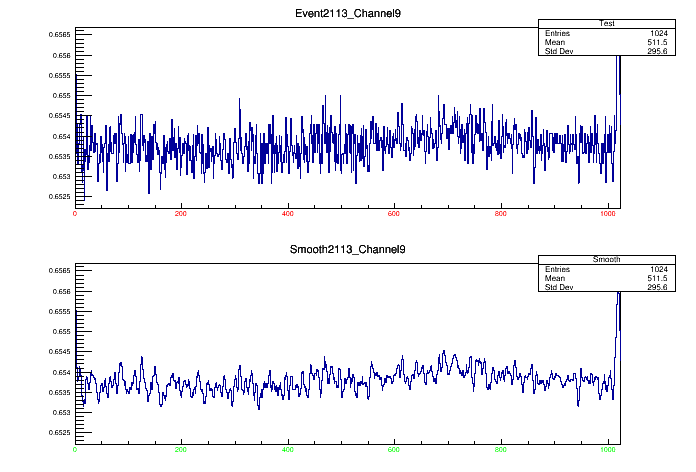 Event2113_Channel9
Test
Entries 1024
Mean 511.5
Std Dev 295.6
0.6565
0.656
0.6555
0.655
0.6545
0.654
0.6535
0.653
0.6525
0 200 400 600 800 1000
Smooth2113_Channel9
Smooth
Entries 1024
Mean 511.5
Std Dev 295.6
0.6565
0.656
0.6555
0.655
0.6545
0.654
0.6535
0.653
0.6525
0 200 400 600 800 1000